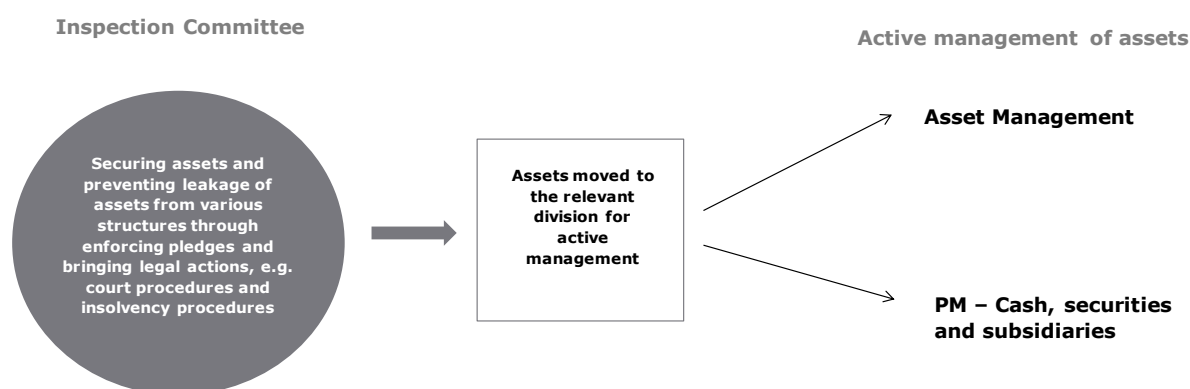 Inspection Committee
Active management of assets
Securing assets and
preventing leakage of
assets from various
structures through
enforcing pledges and
bringing legal actions, e.g.
court procedures and
insolvency procedures
Assets moved to
the relevant
division for
active
management
Asset Management
PM – Cash, securities
and subsidiaries